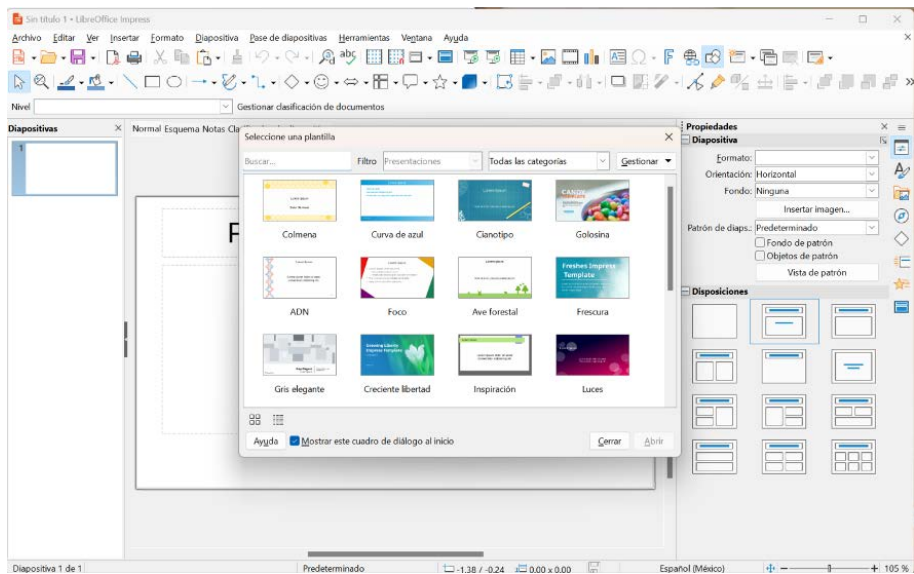 Sin título 1 • LibreOffice Impress
Archivo Editar Ver Insertar Formato Diapositiva Pase de diapositivas Herramientas Ventana Ayuda
Nivel
Gestionar clasificación de documentos
Diapositivas
1
Normal Esquema Notas
Seleccione una plantilla
Buscar...
Filtro Presentaciones
Todas las categorías
Gestionar
Colmena Curva de azul Cianotipo Golosina
Freshes Impress
Template
ADN Foco Ave forestal Frescura
Gris elegante Creciente libertad Inspiración Luces
Ayuda
Mostrar este cuadro de diálogo al inicio
Cerrar
Abrir
Propiedades
Diapositiva
Formato:
Orientación: Horizontal
Fondo: Ninguna
Insertar imagen...
Patrón de diaps.: Predeterminado
Fondo de patrón
Objetos de patrón
Vista de patrón
Disposiciones
Diapositiva 1 de 1
Predeterminado
-1.38 / -0.24
0.00 x 0.00
Español (México)
105 %